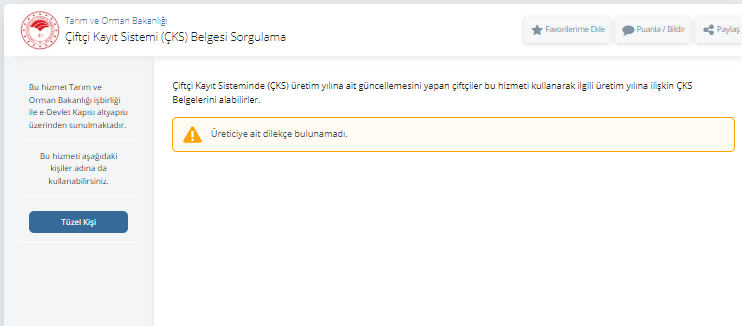 Tarım ve Orman Bakanlığı
Çiftçi Kayıt Sistemi (ÇKS) Belgesi Sorgulama
Favorilerime Ekle
Puanla / Bildir
Paylaş
Bu hizmet Tarım ve
Orman Bakanlığı işbirliği
ile e-Devlet Kapısı altyapısı
üzerinden sunulmaktadır.
Bu hizmeti aşağıdaki
kişiler adına da
kullanabilirsiniz.
Tüzel Kişi
Çiftçi Kayıt Sisteminde (ÇKS) üretim yılına ait güncellemesini yapan çiftçiler bu hizmeti kullanarak ilgili üretim yılına ilişkin ÇKS
Belgelerini alabilirler.
Üreticiye ait dilekçe bulunamadı.